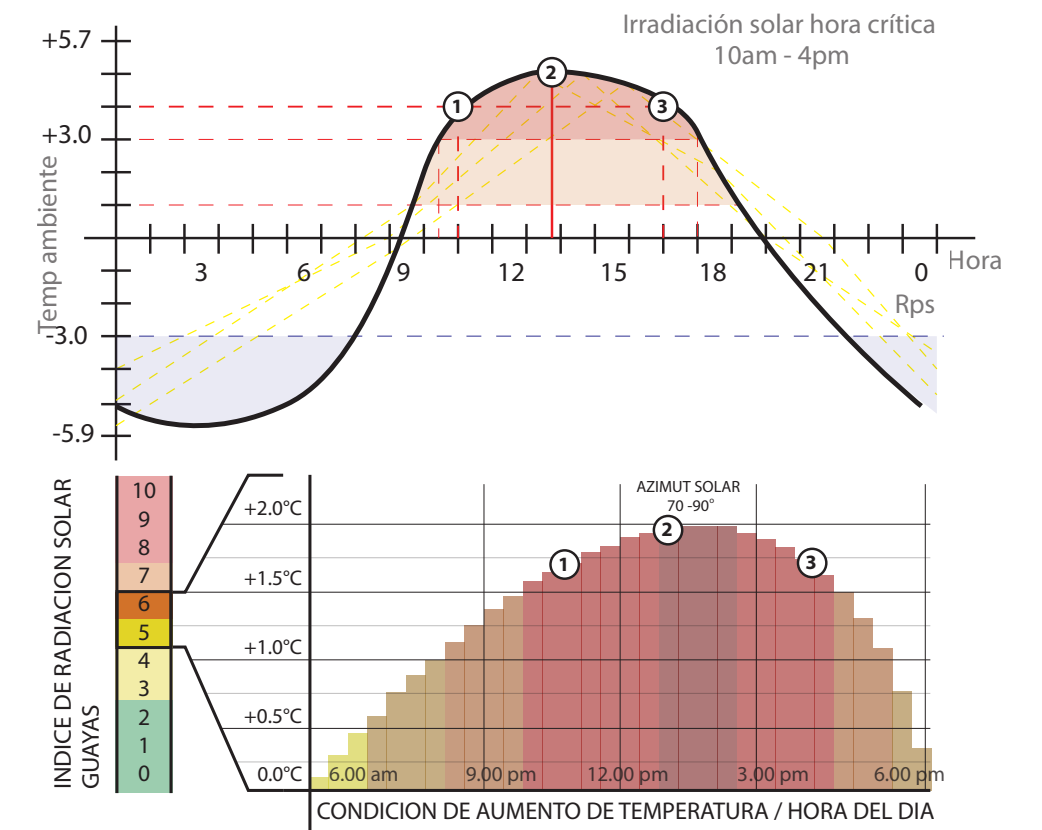 Irradiación solar hora crítica
10am - 4pm
+5.7
+3.0
-3.0
-5.9
Temp ambiente
1
2
3
3 6 9 12 15 18 21 0
Hora
Rps
INDICE DE RADIACION SOLAR
GUAYAS
10
9
8
7
6
5
4
3
2
1
0
+2.0°C
+1.5°C
+1.0°C
+0.5°C
0.0°C
AZIMUT SOLAR
70 -90°
1
2
3
6.00 am 9.00 pm 12.00 pm 3.00 pm 6.00 pm
CONDICION DE AUMENTO DE TEMPERATURA / HORA DEL DIA